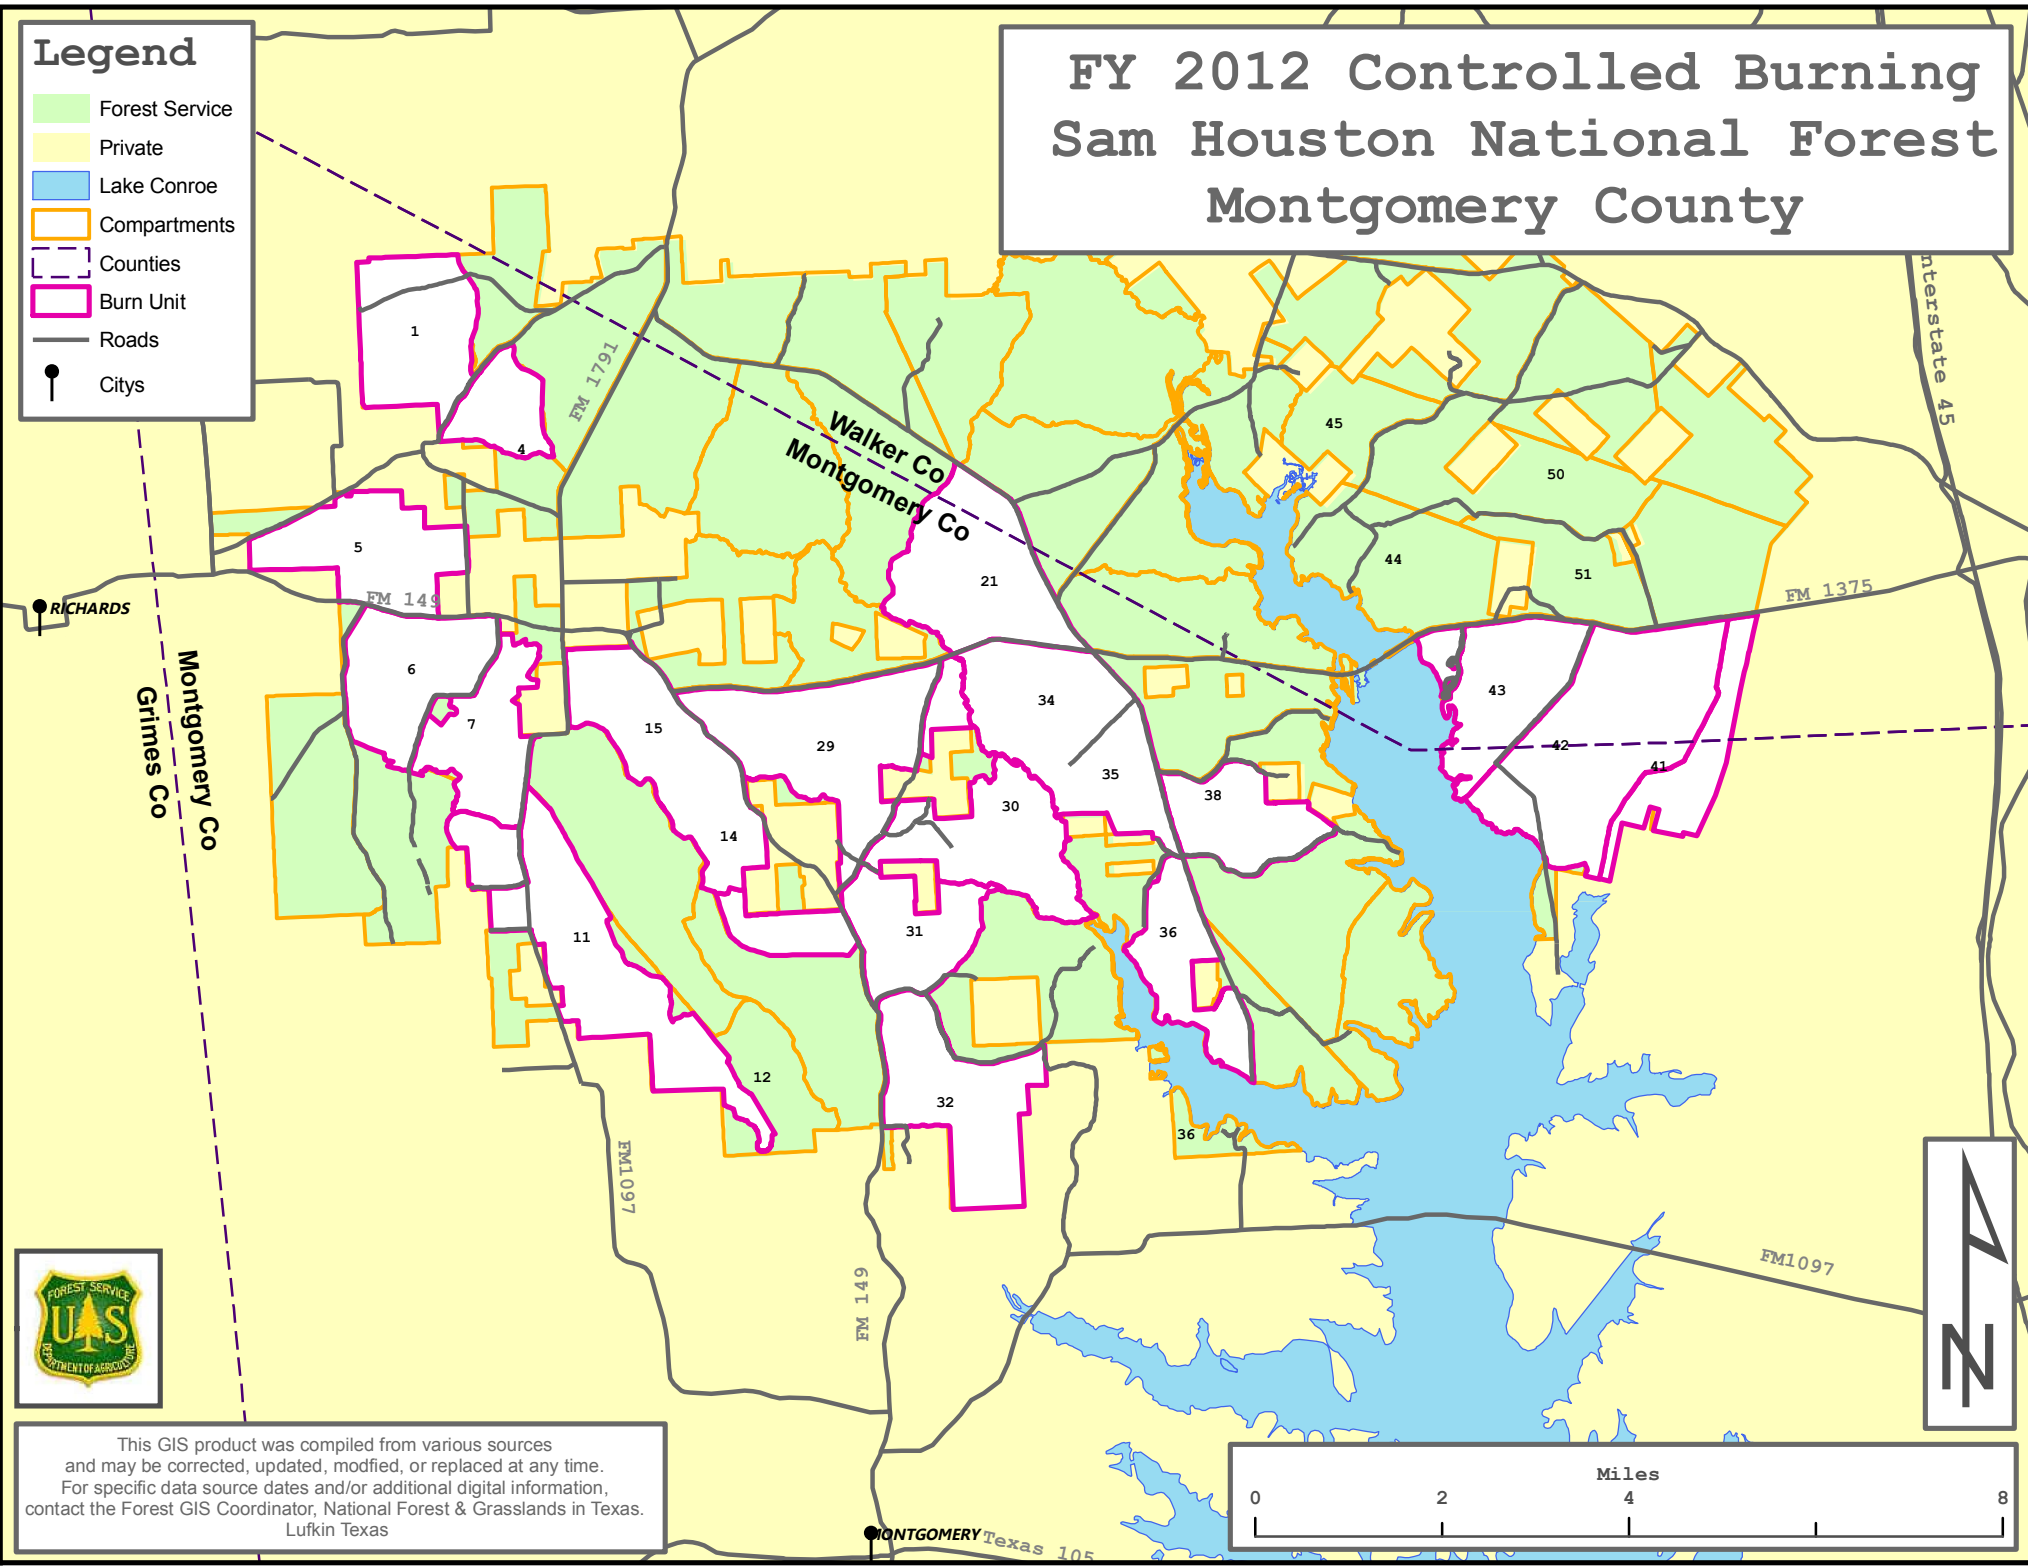 Legend
Forest Service
Private
Lake Conroe
Compartments
Counties
Burn Unit
Roads
Citys
FY 2012 Controlled Burning
Sam Houston National Forest
Montgomery County
nterstate 45
1
FM 1791
4
Walker Co
Montgomery Co
45
50
5
21
44
51
FM 1375
RICHARDS
FM 149
6
Montgomery Co
Grimes Co
7
15
29
34
35
43
42
41
38
30
14
11
31
36
12
32
36
FM1097
FM 149
FM1097
N
FOREST SERVICE
U S
DEPARTMENT OF AGRICULTURE
This GIS product was compiled from various sources
and may be corrected, updated, modfied, or replaced at any time.
For specific data source dates and/or additional digital information,
contact the Forest GIS Coordinator, National Forest & Grasslands in Texas.
Lufkin Texas
MONTGOMERY
Texas 105
Miles
0 2 4 8